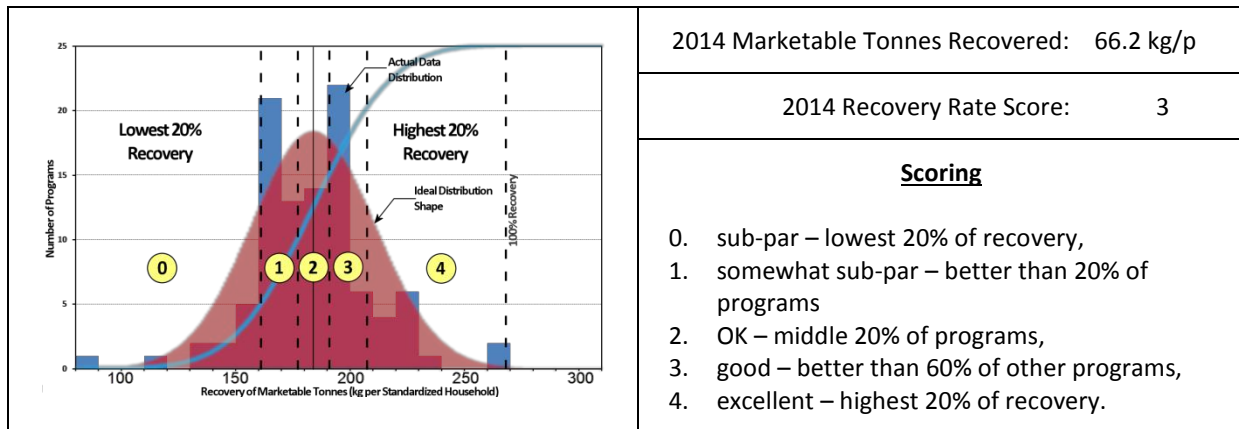 25
20
15
10
5
0
Number of Programs
Lowest 20%
Recovery
Actual Data
Distribution
Highest 20%
Recovery
Ideal Distribution
Shape
100% Recovery
0
1
2
3
4
100
150
200
250
300
Recovery of Marketable Tonnes (kg per Standardized Household)
2014 Marketable Tonnes Recovered: 66.2 kg/p
2014 Recovery Rate Score: 3
Scoring
0. sub-par – lowest 20% of recovery,
1. somewhat sub-par – better than 20% of
programs
2. OK – middle 20% of programs,
3. good – better than 60% of other programs,
4. excellent – highest 20% of recovery.